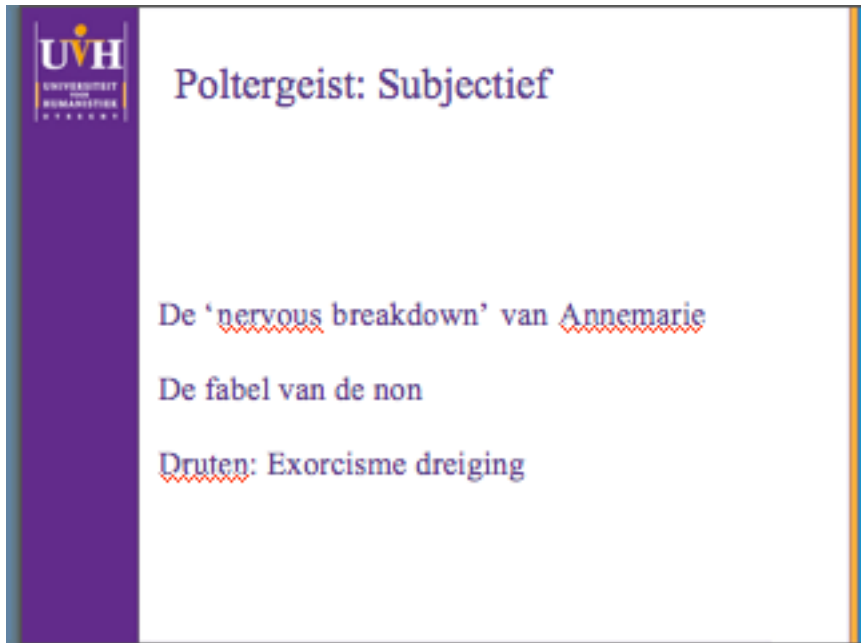 UVH
UNIVERSITEIT
VOOR
HUMANISTIEK
UTRECHT
Poltergeist: Subjectief
De ‘nervous breakdown’ van Annemarie
De fabel van de non
Druten: Exorcisme dreiging